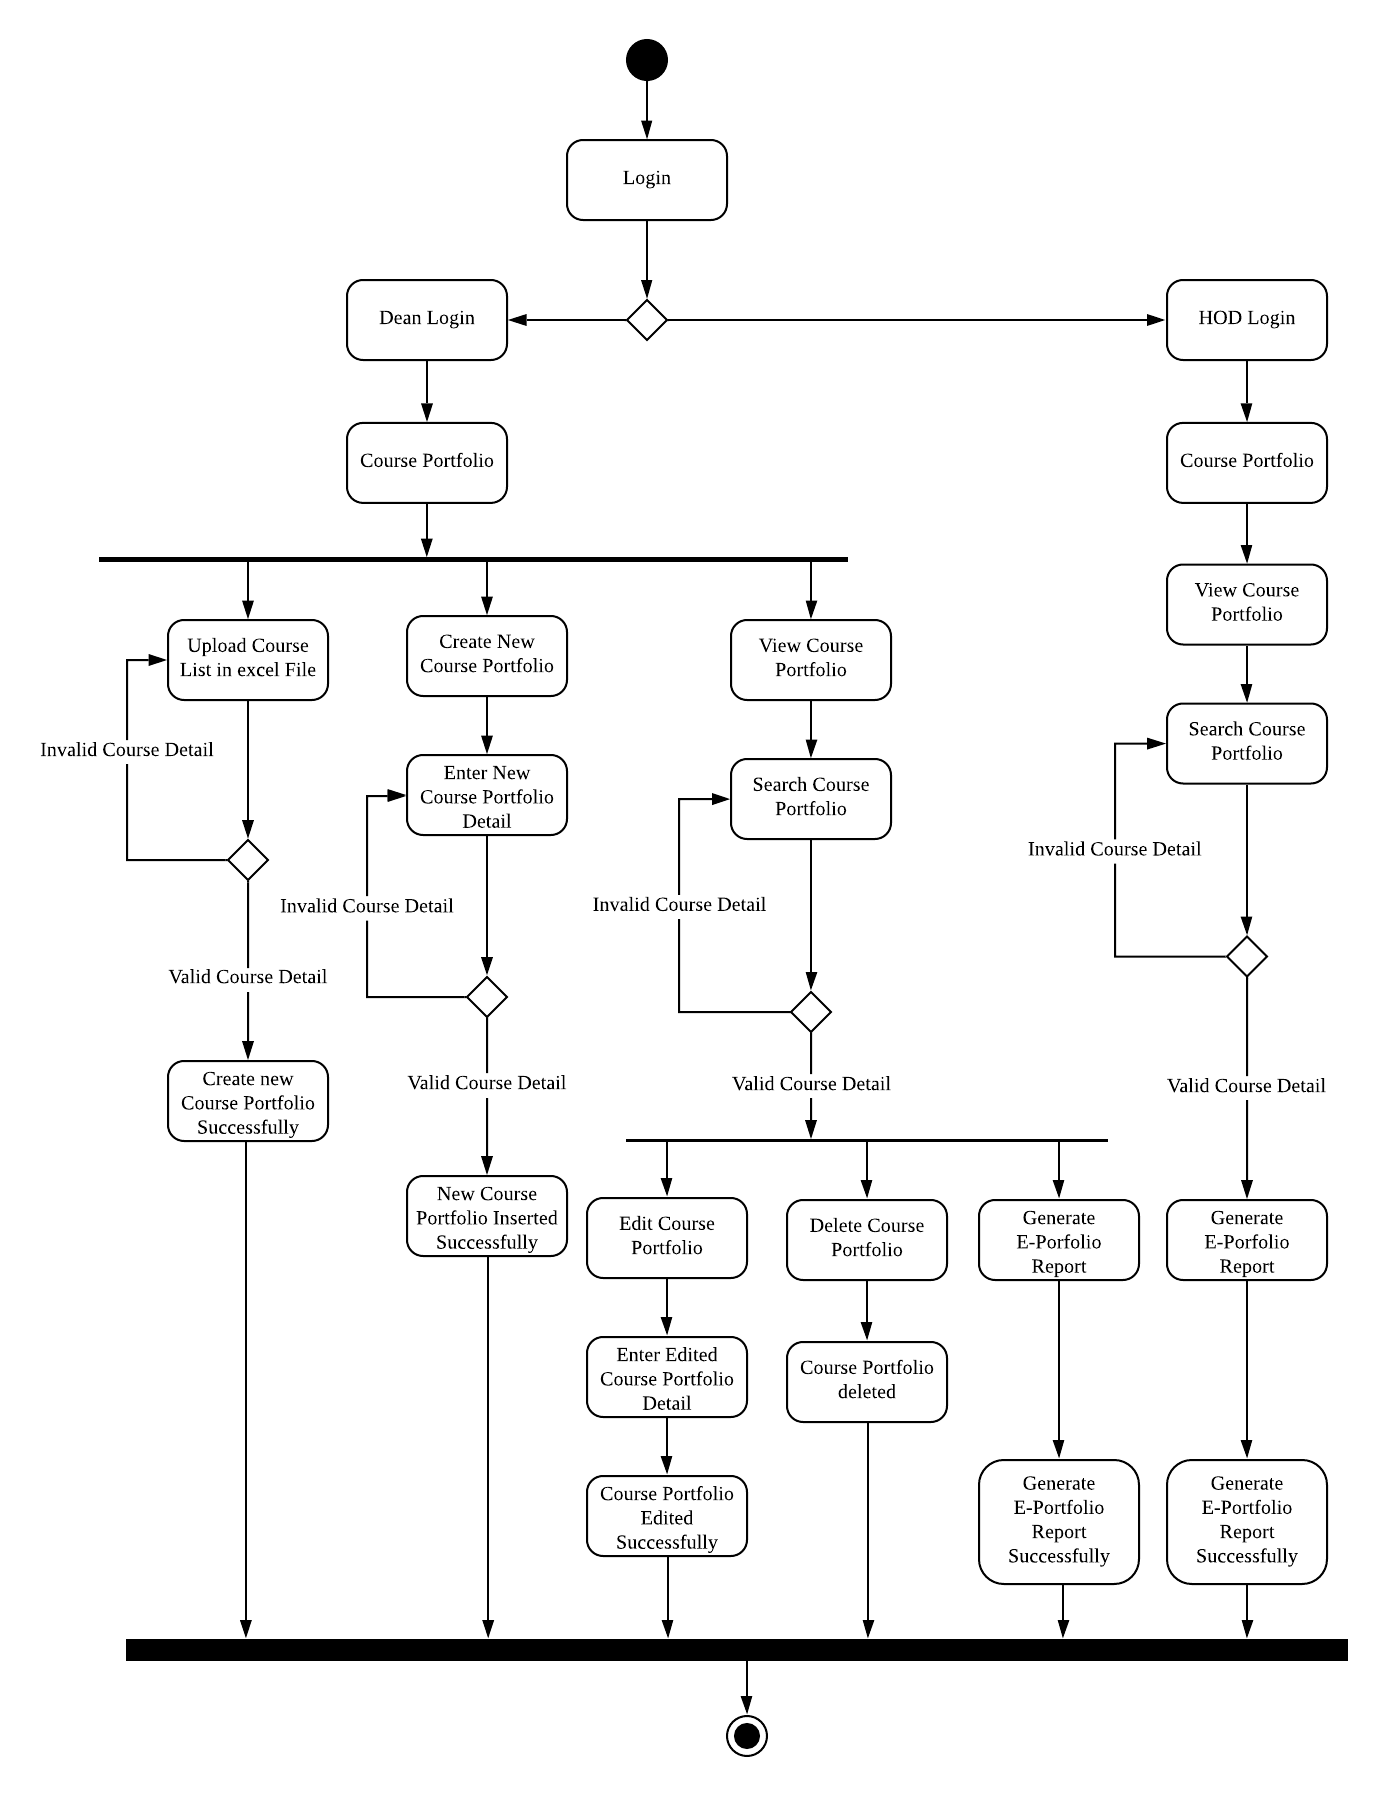 Login
Dean Login
HOD Login
Course Portfolio
Course Portfolio
Upload Course
List in excel File
Create New
Course Portfolio
View Course
Portfolio
View Course
Portfolio
Invalid Course Detail
Enter New
Course Portfolio
Detail
Search Course
Portfolio
Search Course
Portfolio
Invalid Course Detail
Invalid Course Detail
Invalid Course Detail
Valid Course Detail
Valid Course Detail
Valid Course Detail
Valid Course Detail
Create new
Course Portfolio
Successfully
New Course
Portfolio Inserted
Successfully
Edit Course
Portfolio
Delete Course
Portfolio
Generate
E-Porfolio
Report
Generate
E-Porfolio
Report
Enter Edited
Course Portfolio
Detail
Course Portfolio
deleted
Course Portfolio
Edited
Successfully
Generate
E-Portfolio
Report
Successfully
Generate
E-Portfolio
Report
Successfully